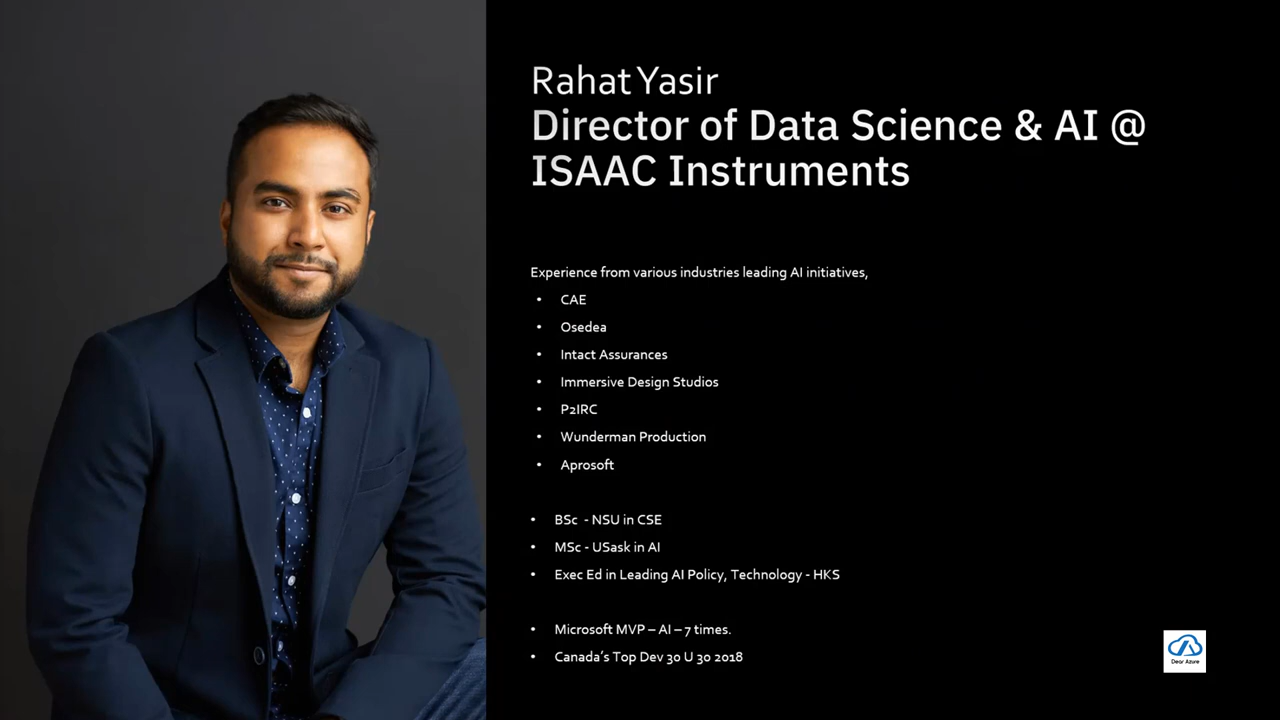 Rahat Yasir
Director of Data Science & AI @
ISAAC Instruments
Experience from various industries leading AI initiatives,
• CAE
• Osedea
• Intact Assurances
• Immersive Design Studios
• P2IRC
• Wunderman Production
• Aprosoft
• BSc - NSU in CSE
• MSc - USask in AI
• Exec Ed in Leading AI Policy, Technology - HKS
• Microsoft MVP – AI – 7 times.
• Canada’s Top Dev 30 U 30 2018
Dear Azure